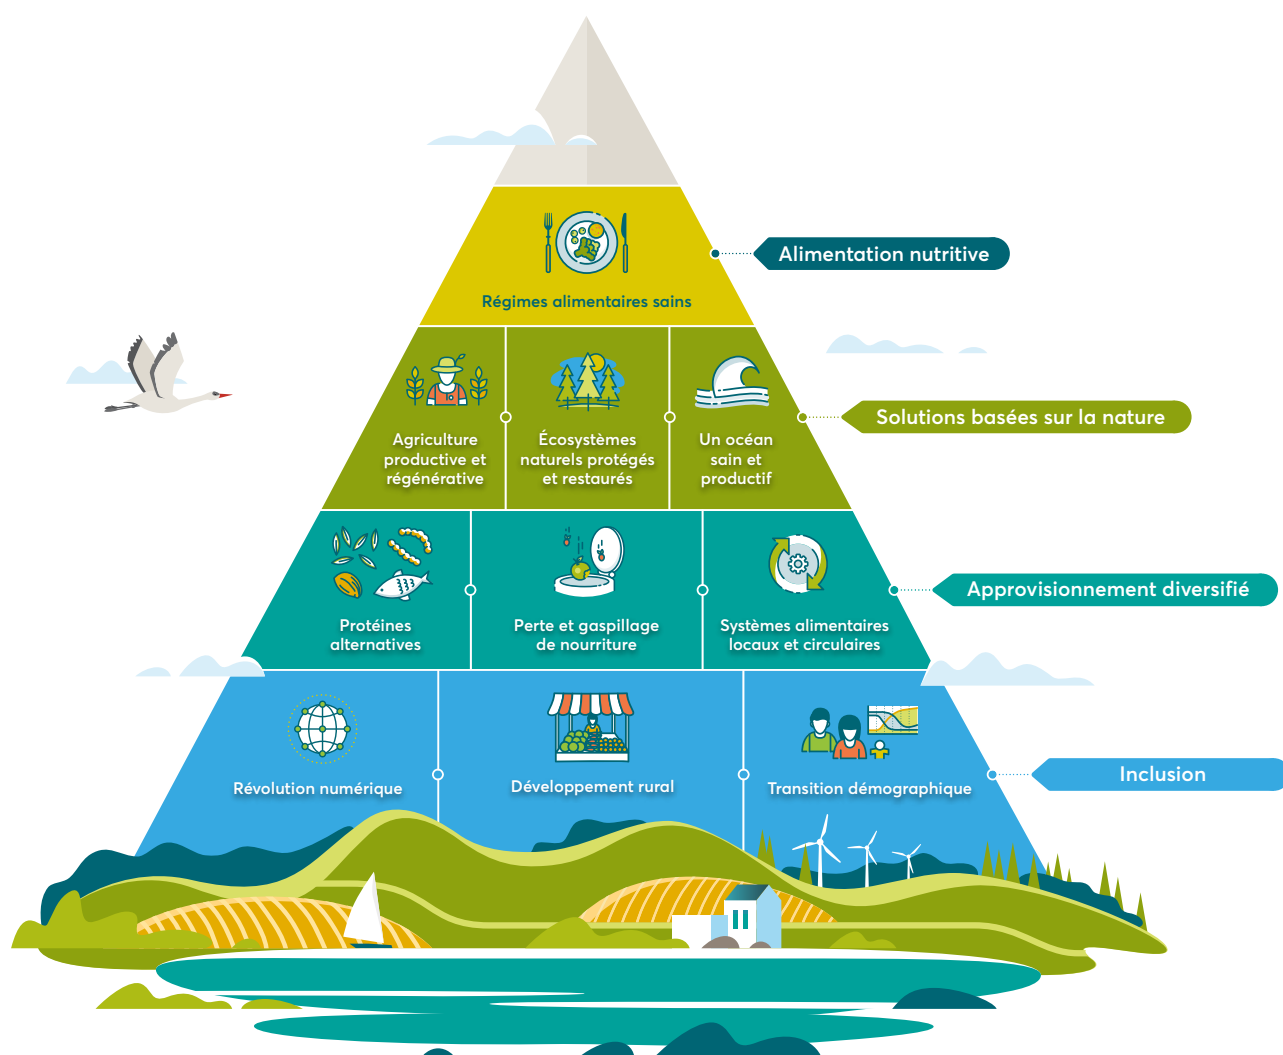 Alimentation nutritive
Régimes alimentaires sains
Solutions basées sur la nature
Agriculture
productive et
régénérative
Écosystèmes
naturels protégés
et restaurés
Un océan
sain et
productif
Approvisionnement diversifié
Protéines
alternatives
Perte et gaspillage
de nourriture
Systèmes alimentaires
locaux et circulaires
Inclusion
Révolution numérique
Développement rural
Transition démographique